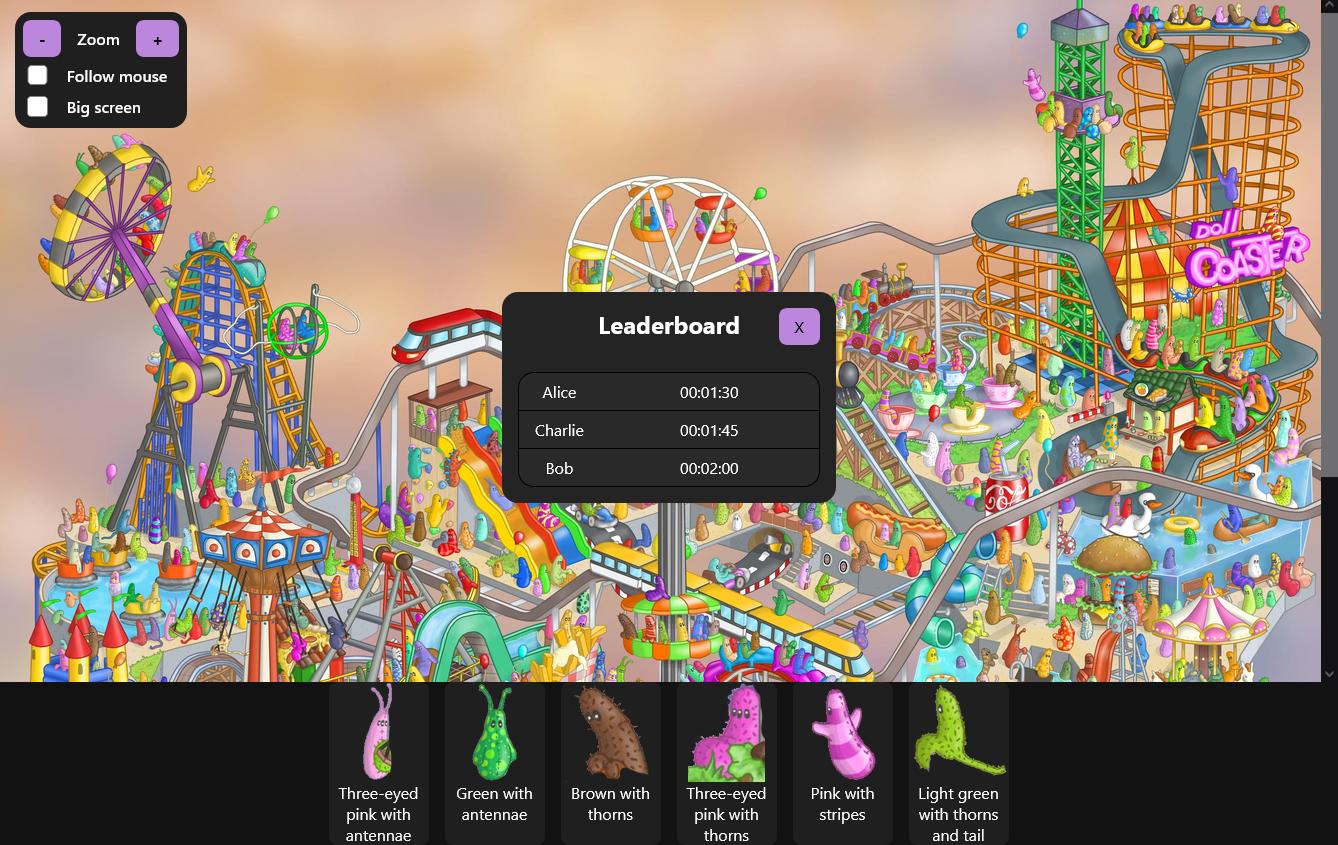 - Zoom +
Follow mouse
Big screen
Doll
COASTER
Leaderboard X
Alice 00:01:30
Charlie 00:01:45
Bob 00:02:00
Three-eyed
pink with
antennae
Green with
antennae
Brown with
thorns
Three-eyed
pink with
thorns
Pink with
stripes
Light green
with thorns
and tail